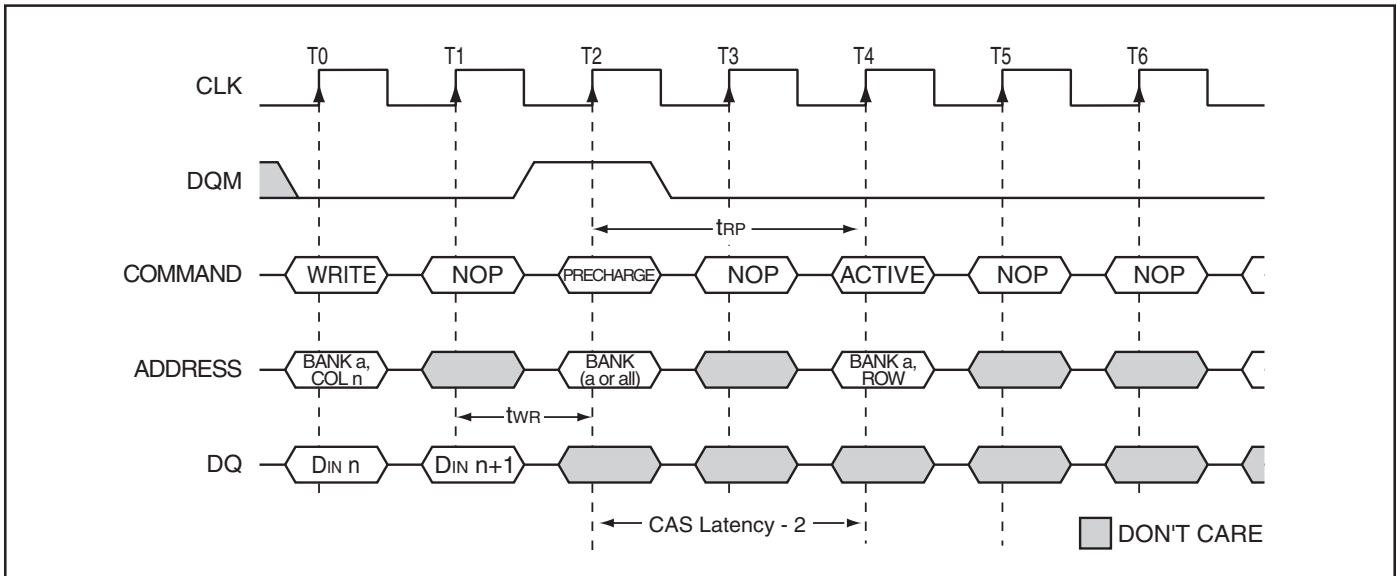 T0 T1 T2 T3 T4 T5 T6
CLK
DQM
tRP
COMMAND WRITE NOP PRECHARGE NOP ACTIVE NOP NOP
ADDRESS BANK a, COL n BANK (a or all) BANK a, ROW
tWR
DQ DIN n DIN n+1
CAS Latency - 2
DON'T CARE